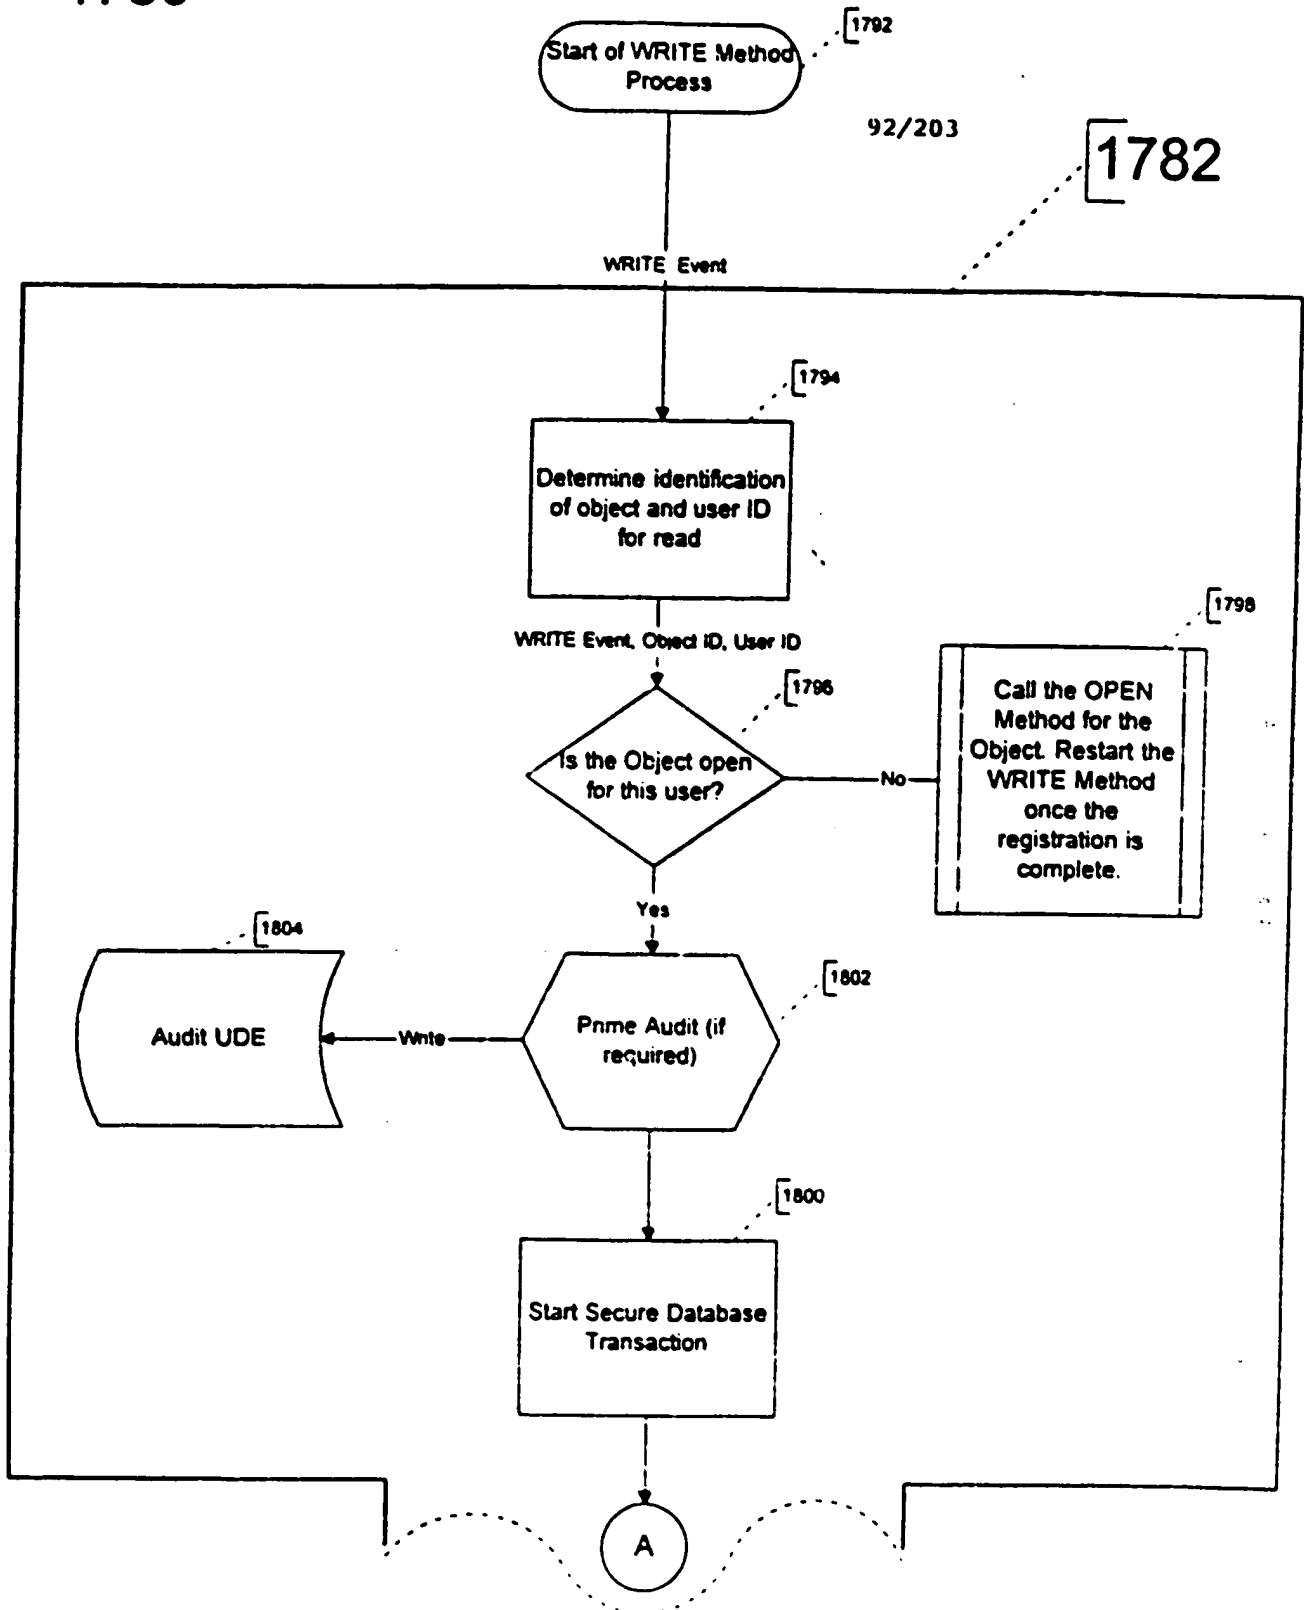 Start of WRITE Method
Process
1792
92/203
1782
WRITE Event
1794
Determine identification
of object and user ID
for read
WRITE Event, Object ID, User ID
1796
Is the Object open
for this user?
No
1798
Call the OPEN
Method for the
Object. Restart the
WRITE Method
once the
registration is
complete.
Yes
1804
Audit UDE
Write
1802
Prime Audit (if
required)
1800
Start Secure Database
Transaction
A